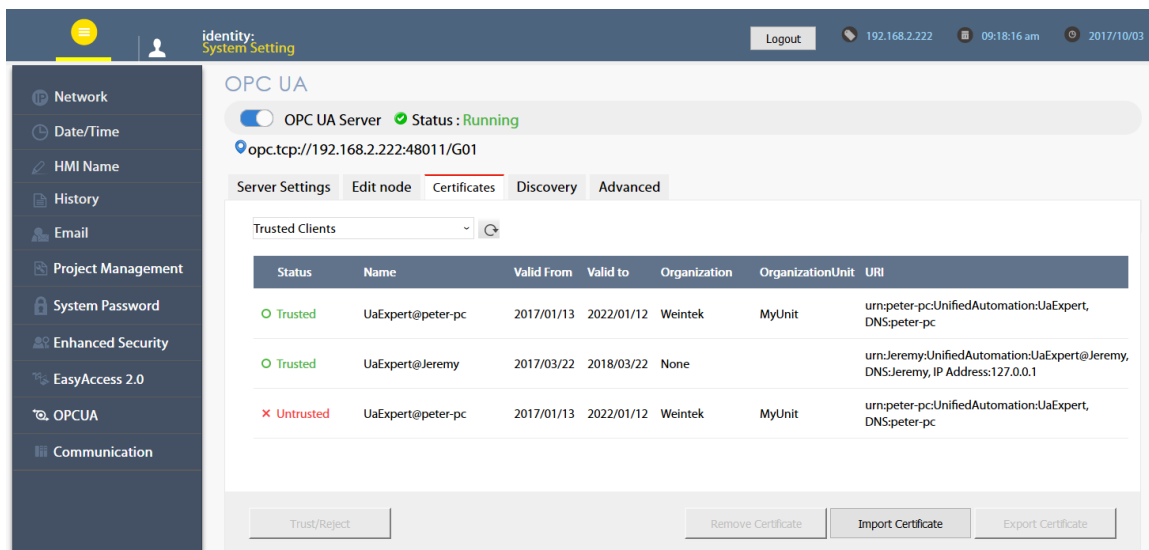 identity:
System Setting
Logout
192.168.2.222
09:18:16 am
2017/10/03
Network
Date/Time
HMI Name
History
Email
Project Management
System Password
Enhanced Security
EasyAccess 2.0
OPCUA
Communication
OPC UA
OPC UA Server Status : Running
opc.tcp://192.168.2.222:48011/G01
Server Settings Edit node Certificates Discovery Advanced
Trusted Clients
Status Name Valid From Valid to Organization OrganizationUnit URI
Trusted UaExpert@peter-pc 2017/01/13 2022/01/12 Weintek MyUnit urn:peter-pc:UnifiedAutomation:UaExpert,
DNS:peter-pc
Trusted UaExpert@Jeremy 2017/03/22 2018/03/22 None urn:Jeremy:UnifiedAutomation:UaExpert@Jeremy,
DNS:Jeremy, IP Address:127.0.0.1
Untrusted UaExpert@peter-pc 2017/01/13 2022/01/12 Weintek MyUnit urn:peter-pc:UnifiedAutomation:UaExpert,
DNS:peter-pc
Trust/Reject Remove Certificate Import Certificate Export Certificate